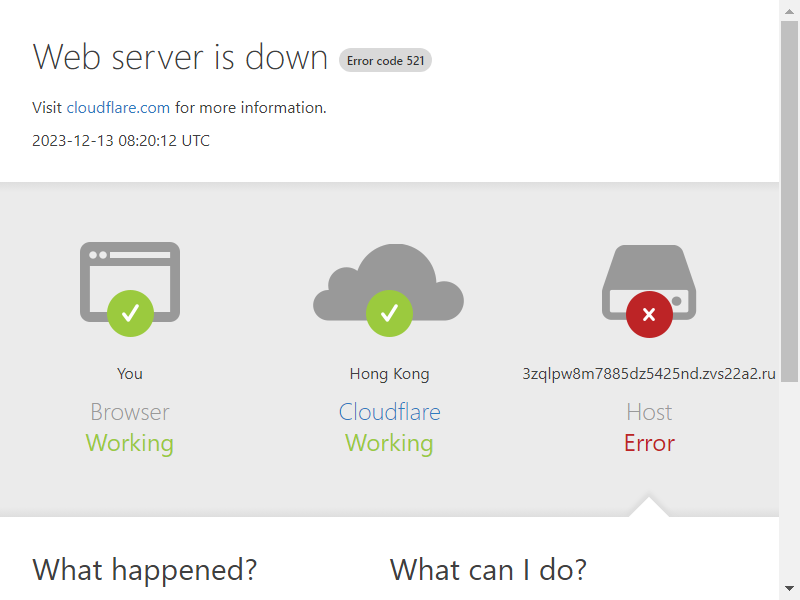 Web server is down Error code 521
Visit cloudflare.com for more information.
2023-12-13 08:20:12 UTC
You
Browser
Working
Hong Kong
Cloudflare
Working
3zqlpw8m7885dz5425nd.zvs22a2.ru
Host
Error
What happened?
What can I do?